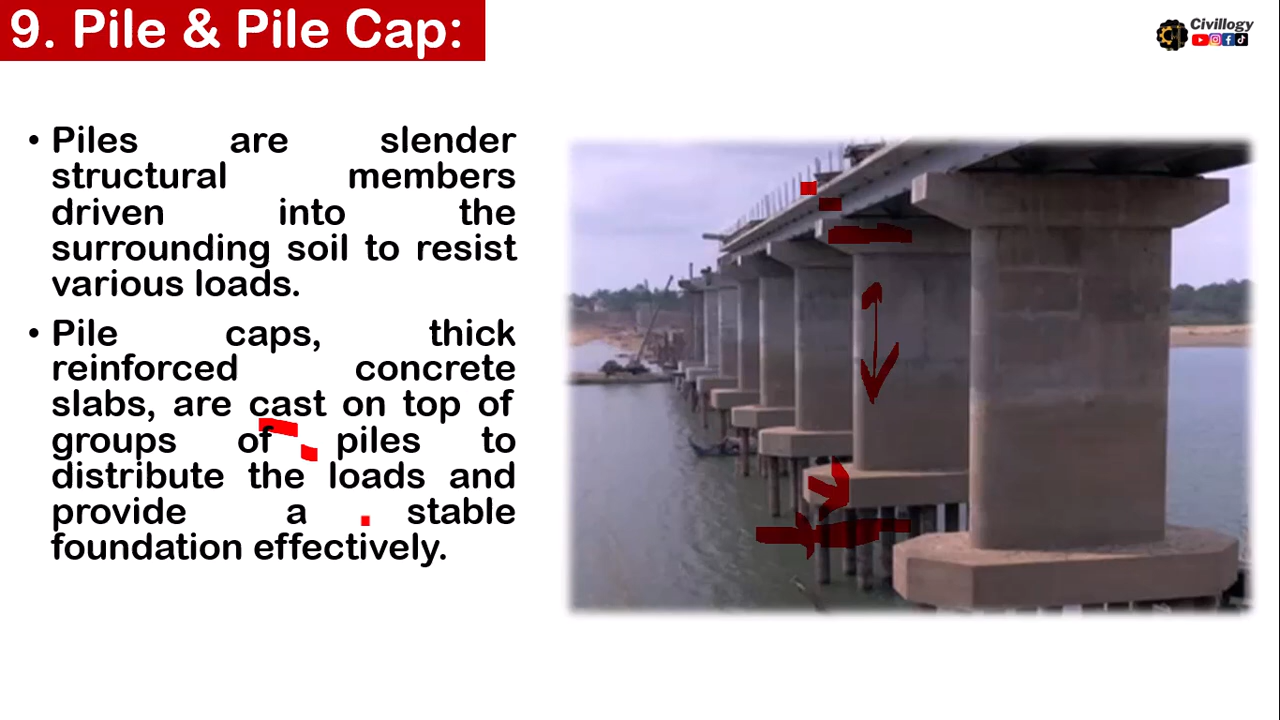 9. Pile & Pile Cap:
Civillogy
• Piles are slender
structural members
driven into the
surrounding soil to resist
various loads.
• Pile caps, thick
reinforced concrete
slabs, are cast on top of
groups of piles to
distribute the loads and
provide a stable
foundation effectively.